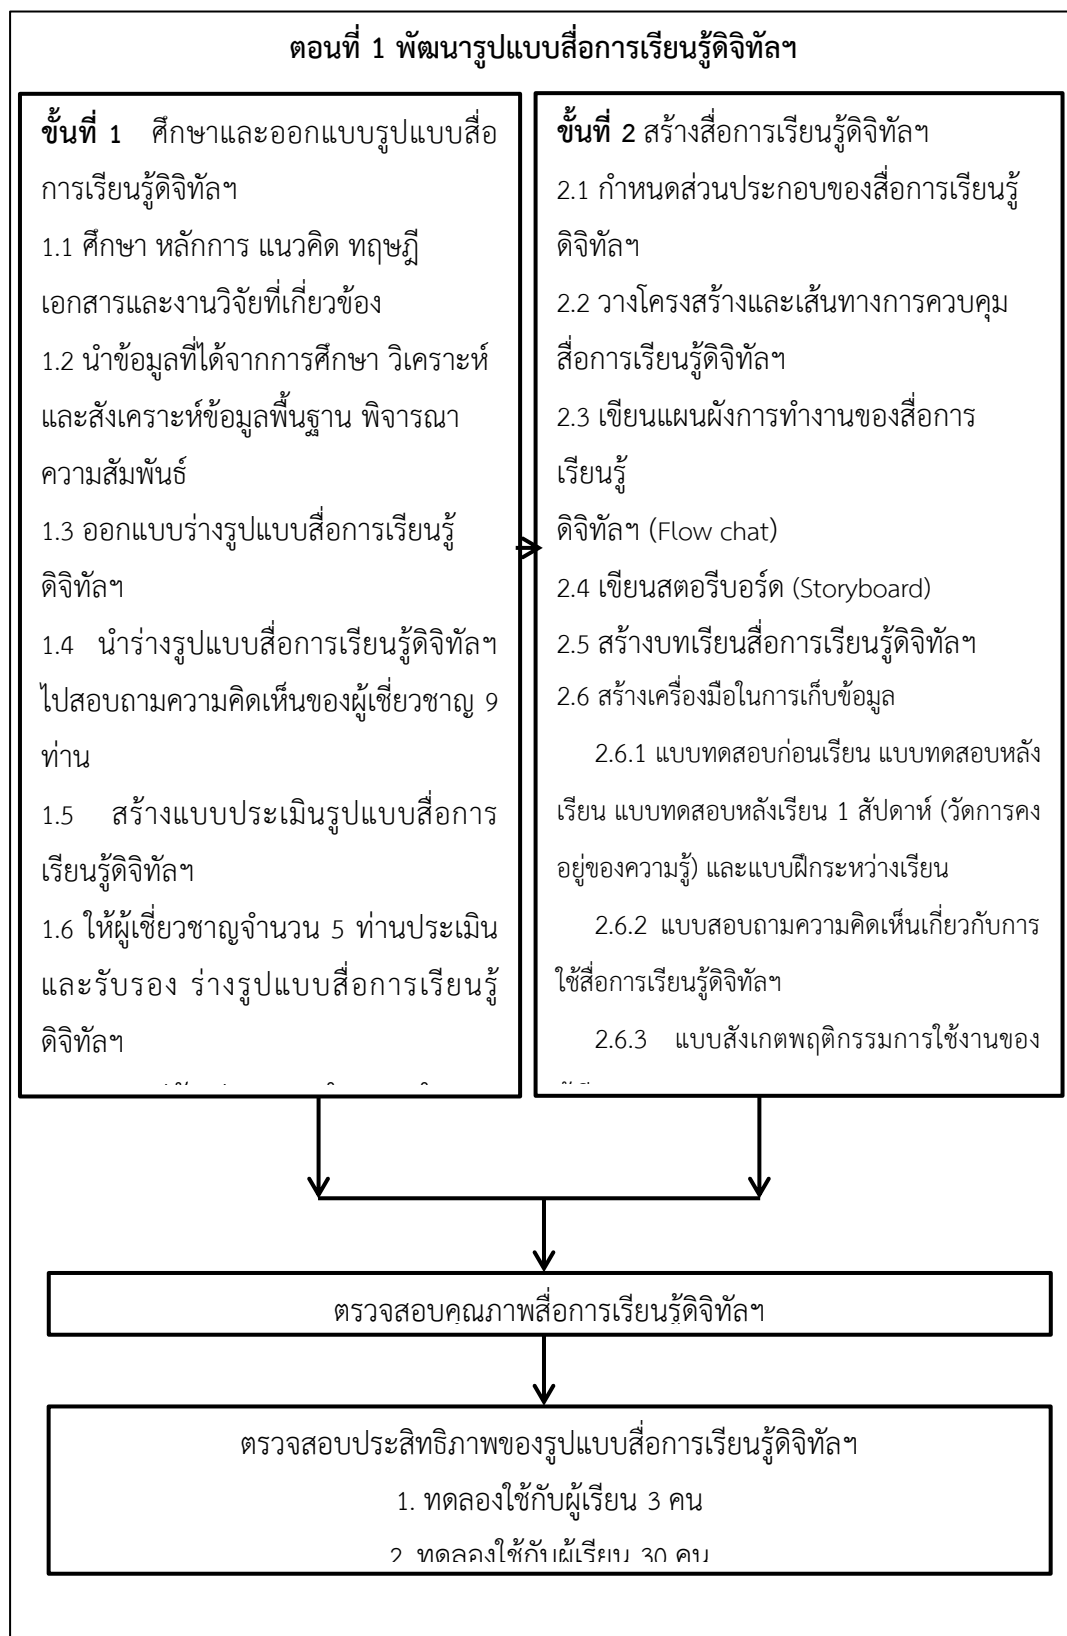 ตอนที่ 1 พัฒนารูปแบบสื่อการเรียนรู้ดิจิทัลฯ
ขั้นที่ 1 ศึกษาและออกแบบรูปแบบสื่อ
การเรียนรู้ดิจิทัลฯ
1.1 ศึกษา หลักการ แนวคิด ทฤษฎี
เอกสารและงานวิจัยที่เกี่ยวข้อง
1.2 นำข้อมูลที่ได้จากการศึกษา วิเคราะห์
และสังเคราะห์ข้อมูลพื้นฐาน พิจารณา
ความสัมพันธ์
1.3 ออกแบบร่างรูปแบบสื่อการเรียนรู้
ดิจิทัลฯ
1.4 นำร่างรูปแบบสื่อการเรียนรู้ดิจิทัลฯ
ไปสอบถามความคิดเห็นของผู้เชี่ยวชาญ 9
ท่าน
1.5 สร้างแบบประเมินรูปแบบสื่อการ
เรียนรู้ดิจิทัลฯ
1.6 ให้ผู้เชี่ยวชาญจำนวน 5 ท่านประเมิน
และรับรอง ร่างรูปแบบสื่อการเรียนรู้
ดิจิทัลฯ
ขั้นที่ 2 สร้างสื่อการเรียนรู้ดิจิทัลฯ
2.1 กำหนดส่วนประกอบของสื่อการเรียนรู้
ดิจิทัลฯ
2.2 วางโครงสร้างและเส้นทางการควบคุม
สื่อการเรียนรู้ดิจิทัลฯ
2.3 เขียนแผนผังการทำงานของสื่อการ
เรียนรู้
ดิจิทัลฯ (Flow chat)
2.4 เขียนสตอรีบอร์ด (Storyboard)
2.5 สร้างบทเรียนสื่อการเรียนรู้ดิจิทัลฯ
2.6 สร้างเครื่องมือในการเก็บข้อมูล
2.6.1 แบบทดสอบก่อนเรียน แบบทดสอบหลัง
เรียน แบบทดสอบหลังเรียน 1 สัปดาห์ (วัดการคง
อยู่ของความรู้) และแบบฝึกระหว่างเรียน
2.6.2 แบบสอบถามความคิดเห็นเกี่ยวกับการ
ใช้สื่อการเรียนรู้ดิจิทัลฯ
2.6.3 แบบสังเกตพฤติกรรมการใช้งานของ
ตรวจสอบคุณภาพสื่อการเรียนรู้ดิจิทัลฯ
ตรวจสอบประสิทธิภาพของรูปแบบสื่อการเรียนรู้ดิจิทัลฯ
1. ทดลองใช้กับผู้เรียน 3 คน
2. ทดลองใช้กับผู้เรียน 30 คน